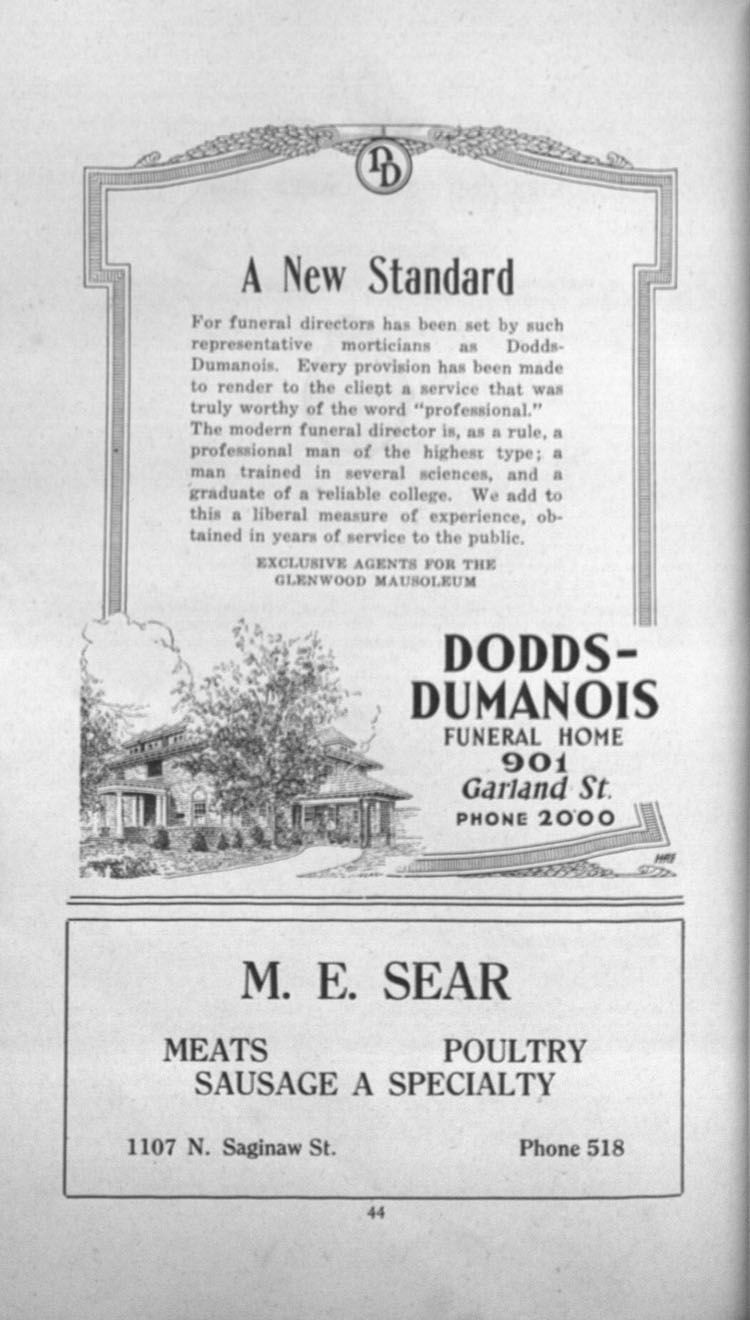 DD
A New Standard
For funeral directors has been set by such
representative morticians as Dodds-
Dumanois. Every provision has been made
to render to the client a service that was
truly worthy of the word "professional."
The modern funeral director is, as a rule, a
professional man of the highest type; a
man trained in several sciences, and a
graduate of a reliable college. We add to
this a liberal measure of experience, ob-
tained in years of service to the public.
EXCLUSIVE AGENTS FOR THE
GLENWOOD MAUSOLEUM
DODDS-
DUMANOIS
FUNERAL HOME
901
Garland St.
PHONE 2000
M. E. SEAR
MEATS POULTRY
SAUSAGE A SPECIALTY
1107 N. Saginaw St. Phone 518
44